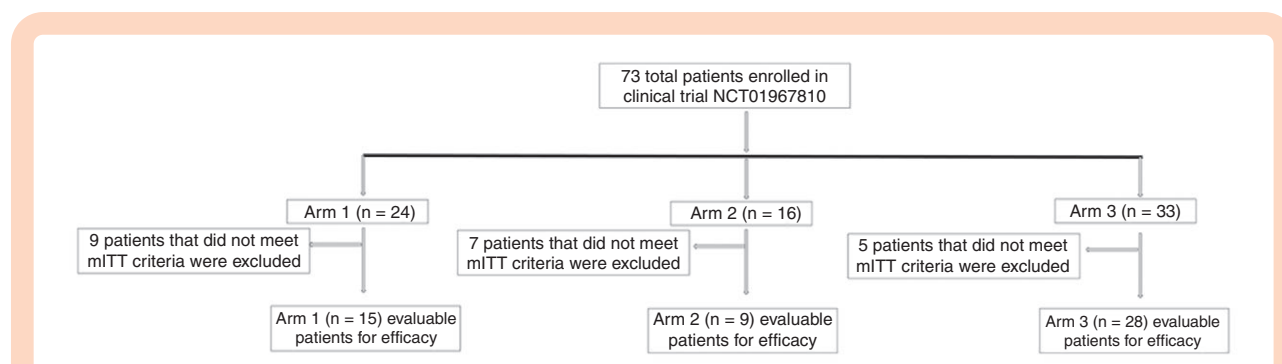 73 total patients enrolled in
clinical trial NCT01967810
Arm 1 (n = 24)
Arm 2 (n = 16)
Arm 3 (n = 33)
9 patients that did not meet
mITT criteria were excluded
7 patients that did not meet
mITT criteria were excluded
5 patients that did not meet
mITT criteria were excluded
Arm 1 (n = 15) evaluable
patients for efficacy
Arm 2 (n = 9) evaluable
patients for efficacy
Arm 3 (n = 28) evaluable
patients for efficacy